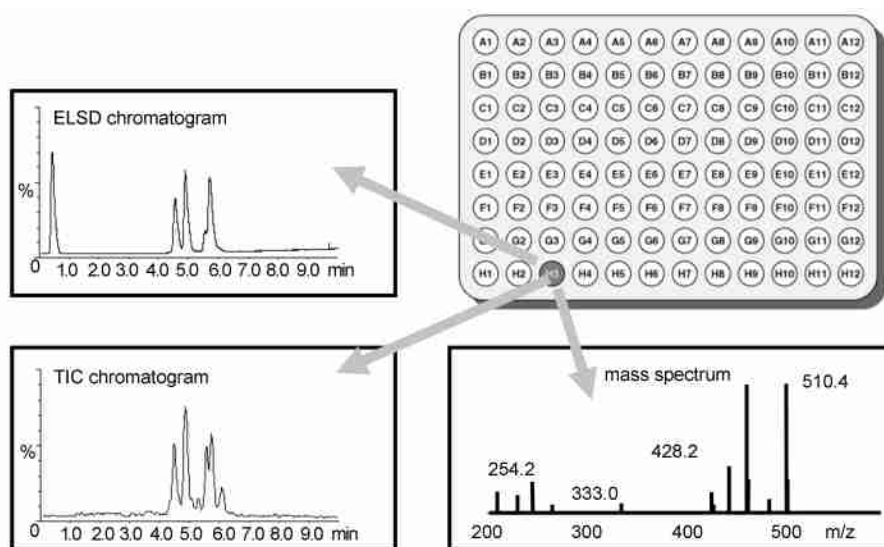 A1 A2 A3 A4 A5 A6 A7 A8 A9 A10 A11 A12
B1 B2 B3 B4 B5 B6 B7 B8 B9 B10 B11 B12
C1 C2 C3 C4 C5 C6 C7 C8 C9 C10 C11 C12
D1 D2 D3 D4 D5 D6 D7 D8 D9 D10 D11 D12
E1 E2 E3 E4 E5 E6 E7 E8 E9 E10 E11 E12
F1 F2 F3 F4 F5 F6 F7 F8 F9 F10 F11 F12
G2 G3 G4 G5 G6 G7 G8 G9 G10 G11 G12
H1 H2 H3 H4 H5 H6 H7 H8 H9 H10 H11 H12
ELSD chromatogram
%
0 1.0 2.0 3.0 4.0 5.0 6.0 7.0 8.0 9.0 min
TIC chromatogram
%
0 1.0 2.0 3.0 4.0 5.0 6.0 7.0 8.0 9.0 min
mass spectrum
510.4
428.2
254.2
333.0
200 300 400 500 m/z